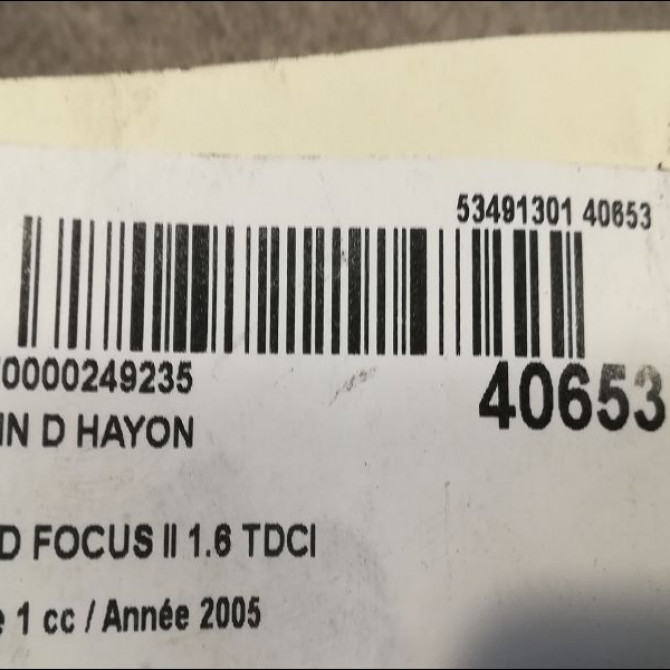 53491301 40653
0000249235
40653
IN D HAYON
D FOCUS II 1.6 TDCI
1 cc / Année 2005